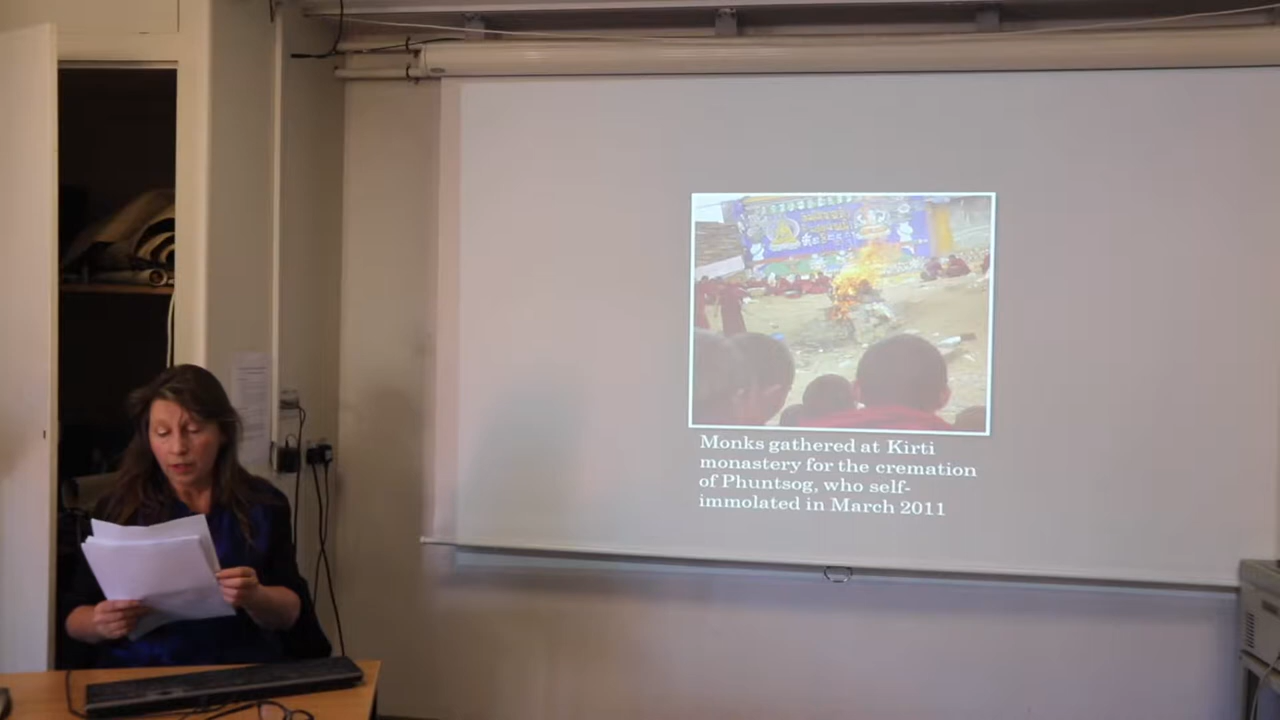 Monks gathered at Kirti
monastery for the cremation
of Phuntsog, who self-
immolated in March 2011